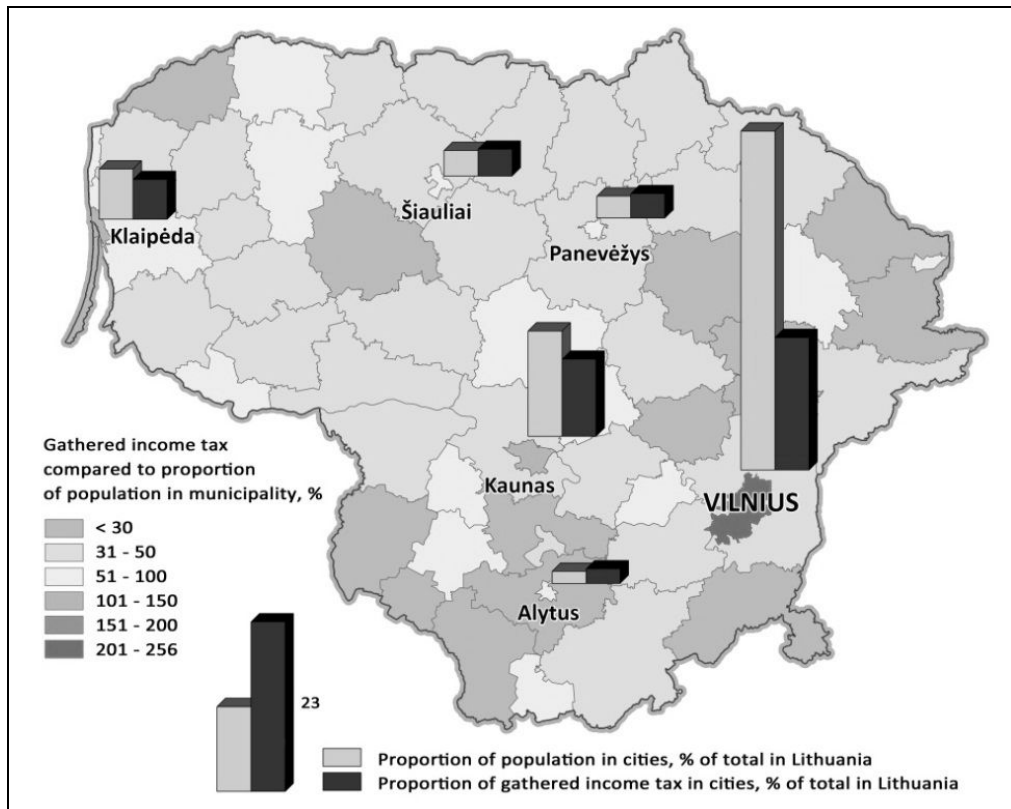 Klaipėda
Šiauliai
Panevėžys
Kaunas
VILNIUS
Alytus
Gathered income tax
compared to proportion
of population in municipality, %
< 30
31 - 50
51 - 100
101 - 150
151 - 200
201 - 256
23
Proportion of population in cities, % of total in Lithuania
Proportion of gathered income tax in cities, % of total in Lithuania